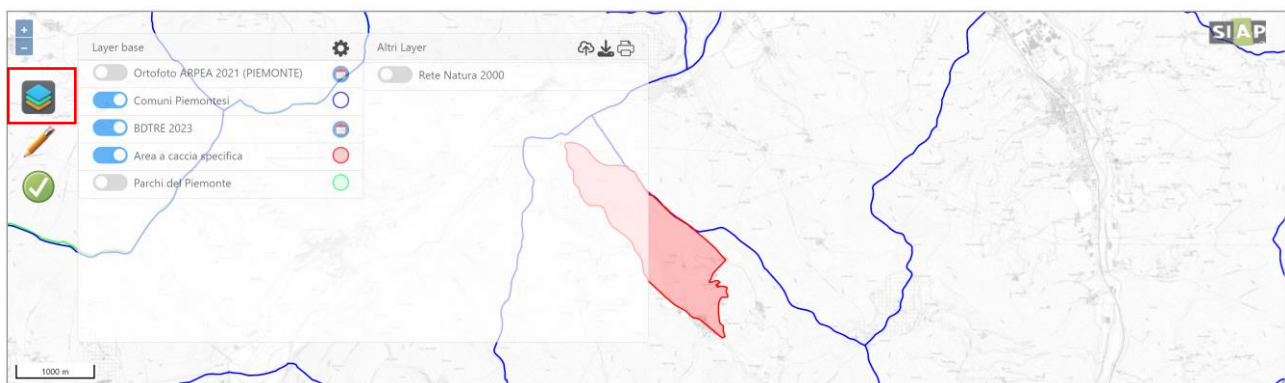 +
SIAP
−
Layer base
Altri Layer
Ortofoto ARPEA 2021 (PIEMONTE)
Rete Natura 2000
Comuni Piemontesi
BDTRE 2023
Area a caccia specifica
Parchi del Piemonte
1000 m